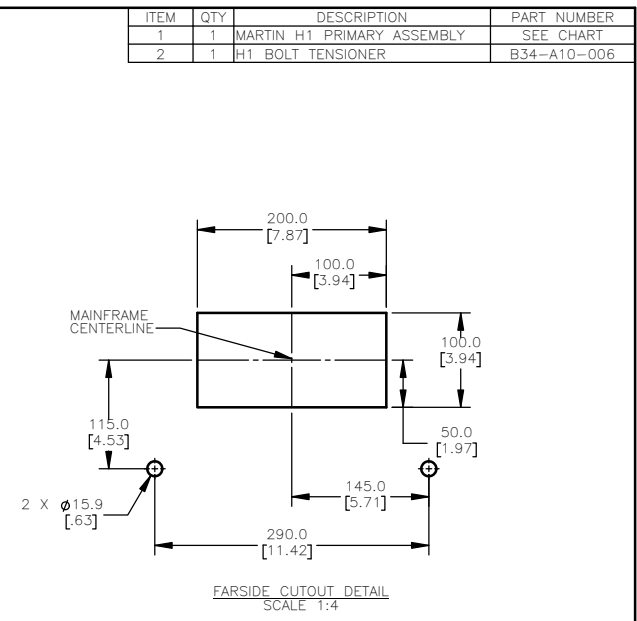 ITEM QTY DESCRIPTION PART NUMBER
1 1 MARTIN H1 PRIMARY ASSEMBLY SEE CHART
2 1 H1 BOLT TENSIONER B34-A10-006
200.0
[7.87]
100.0
[3.94]
MAINFRAME
CENTERLINE
100.0
[3.94]
115.0
[4.53]
50.0
[1.97]
2 X ø15.9
[.63]
145.0
[5.71]
290.0
[11.42]
FARSIDE CUTOUT DETAIL
SCALE 1:4